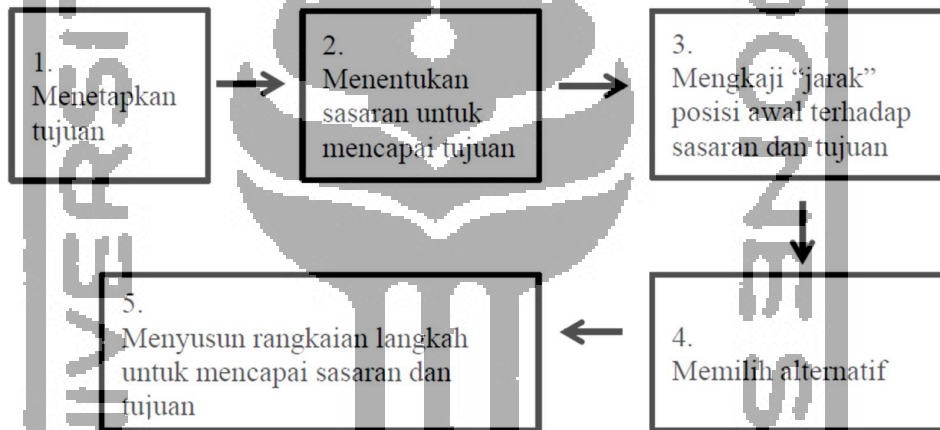 1.
Menetapkan
tujuan
2.
Menentukan
sasaran untuk
mencapai tujuan
3.
Mengkaji “jarak”
posisi awal terhadap
sasaran dan tujuan
4.
Memilih alternatif
5.
Menyusun rangkaian langkah
untuk mencapai sasaran dan
tujuan